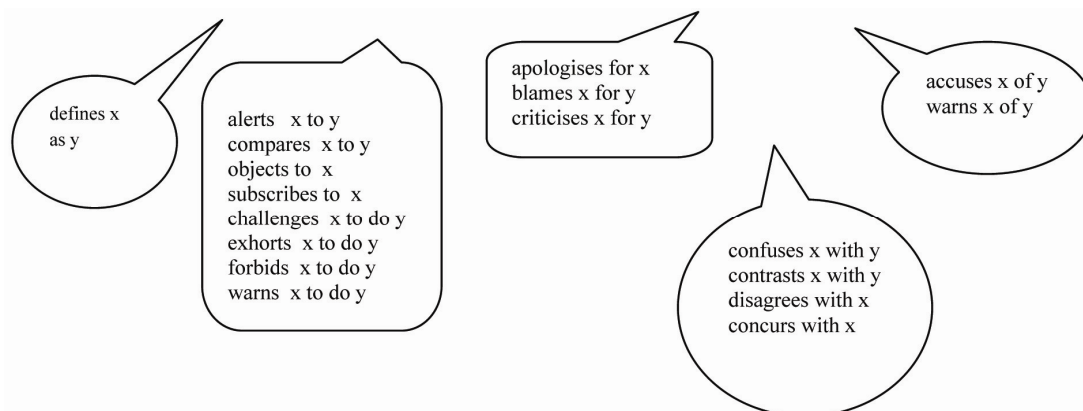 defines x
as y
alerts x to y
compares x to y
objects to x
subscribes to x
challenges x to do y
exhorts x to do y
forbids x to do y
warns x to do y
apologises for x
blames x for y
criticises x for y
confuses x with y
contrasts x with y
disagrees with x
concurs with x
accuses x of y
warns x of y